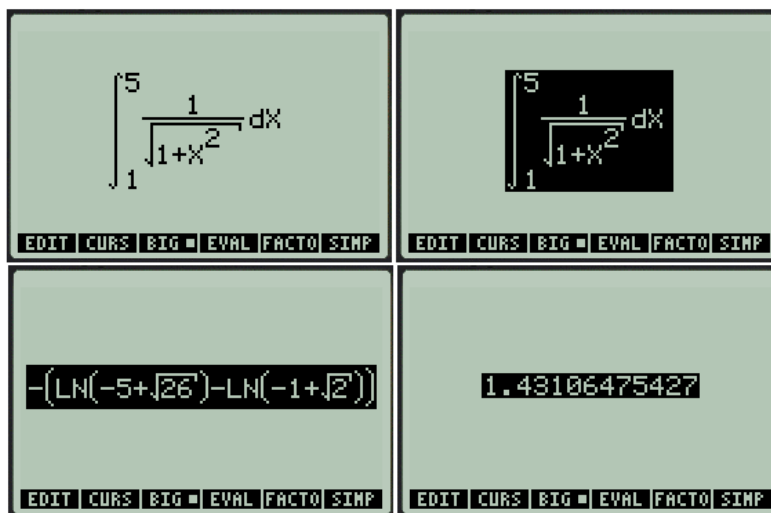 ∫₁⁵ 1/√(1+X²) dX
EDIT CURS BIG ■ EVAL FACTO SIMP
∫₁⁵ 1/√(1+X²) dX
EDIT CURS BIG ■ EVAL FACTO SIMP
-(LN(-5+√26)-LN(-1+√2))
EDIT CURS BIG ■ EVAL FACTO SIMP
1.43106475427
EDIT CURS BIG ■ EVAL FACTO SIMP